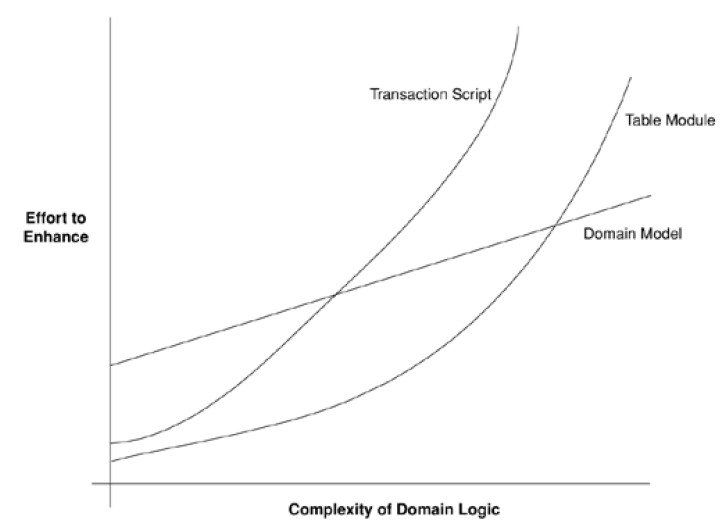 Transaction Script
Table Module
Effort to
Enhance
Domain Model
Complexity of Domain Logic